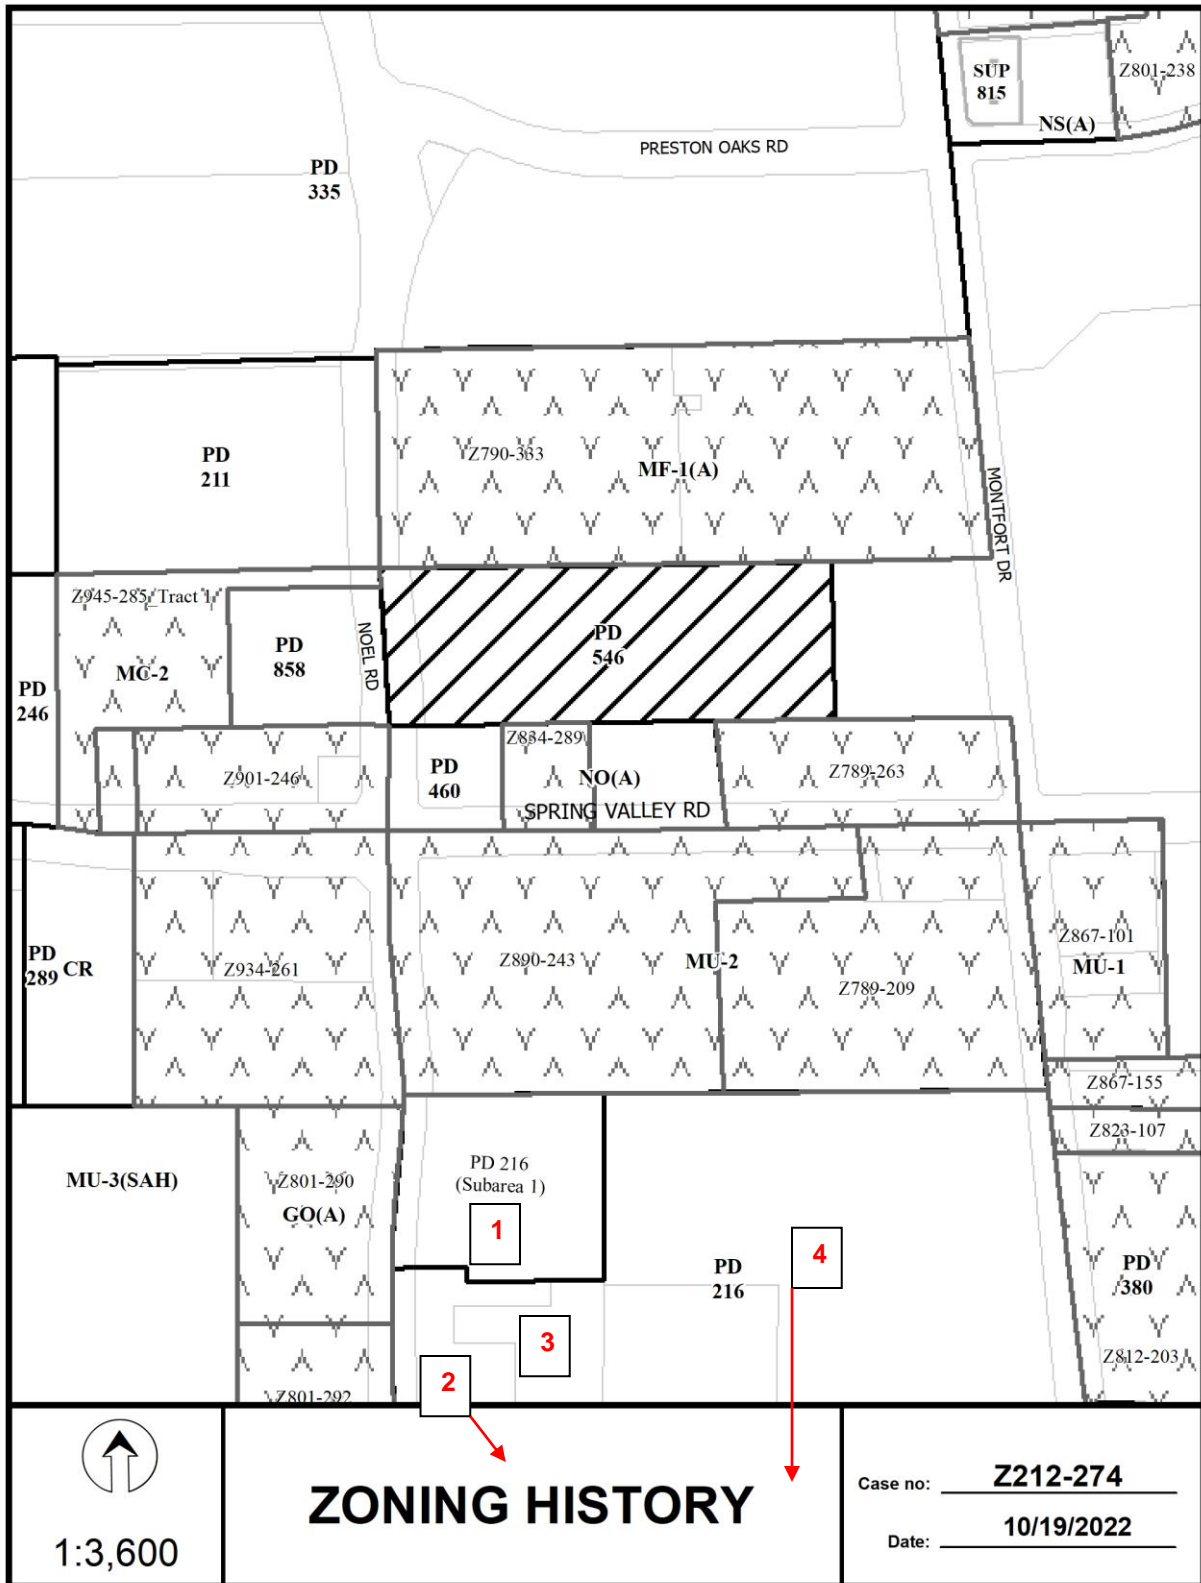 SUP
815
Z801-238
NS(A)
PRESTON OAKS RD
PD
335
Z790-333
MF-1(A)
PD
211
MONTFORT DR
Z945-285_Tract 1
PD
858
NOEL RD
PD
546
MC-2
PD
246
Z834-289
Z901-246
PD
460
NO(A)
Z789-263
SPRING VALLEY RD
PD
289
CR
Z934-261
Z890-243
MU-2
Z789-209
Z867-101
MU-1
Z867-155
Z823-107
MU-3(SAH)
Z801-290
GO(A)
PD 216
(Subarea 1)
1
4
PD
216
PD
380
3
2
Z812-203
Z801-292
1:3,600
ZONING HISTORY
Case no: Z212-274
Date: 10/19/2022